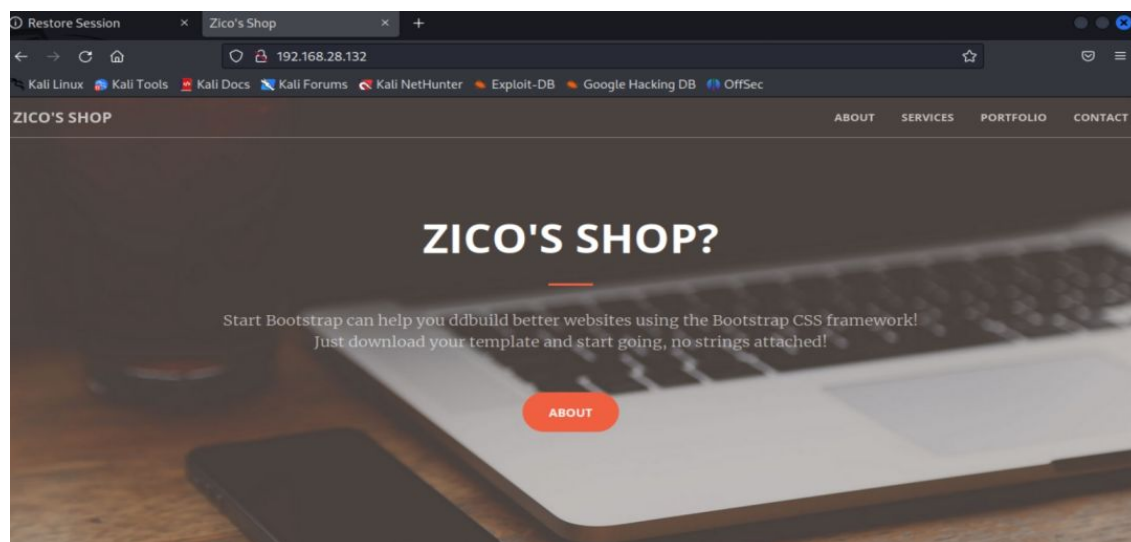 Restore Session
Zico's Shop
192.168.28.132
Kali Linux Kali Tools Kali Docs Kali Forums Kali NetHunter Exploit-DB Google Hacking DB OffSec
ZICO'S SHOP ABOUT SERVICES PORTFOLIO CONTACT
ZICO'S SHOP?
Start Bootstrap can help you ddbuild better websites using the Bootstrap CSS framework!
Just download your template and start going, no strings attached!
ABOUT